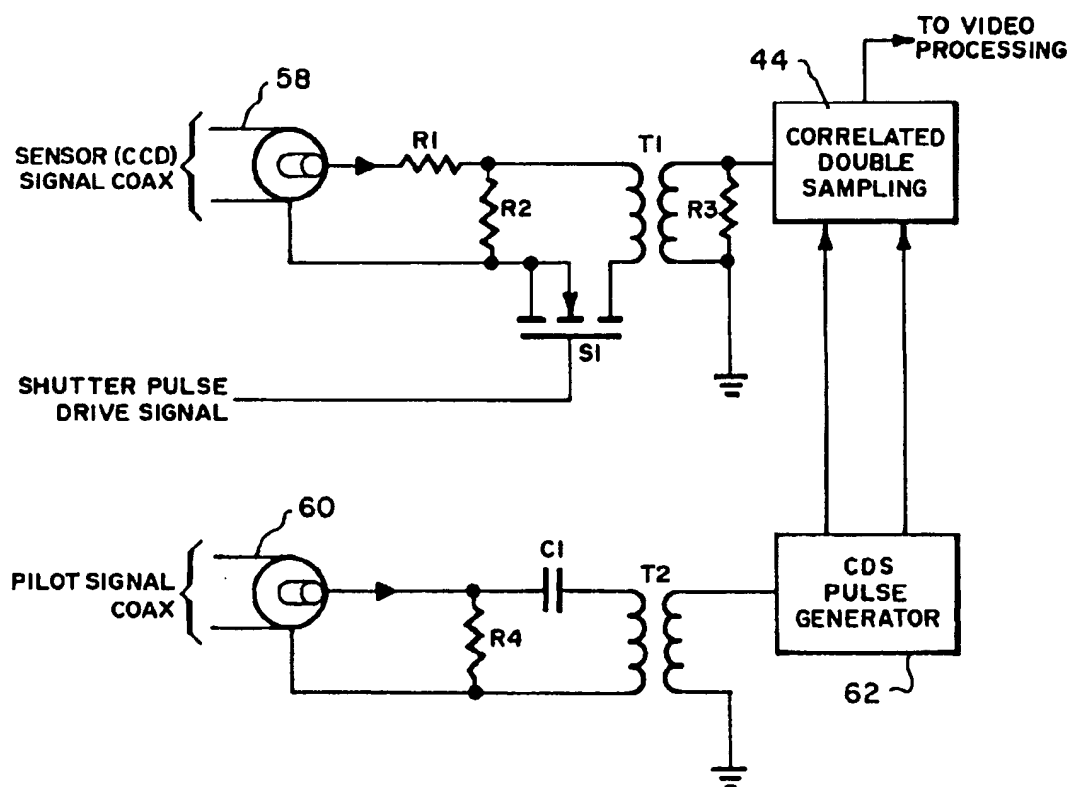 TO VIDEO
PROCESSING
44
58
SENSOR (CCD)
SIGNAL COAX
R1
T1
CORRELATED
DOUBLE
SAMPLING
R2
R3
S1
SHUTTER PULSE
DRIVE SIGNAL
60
PILOT SIGNAL
COAX
C1
T2
CDS
PULSE
GENERATOR
R4
62